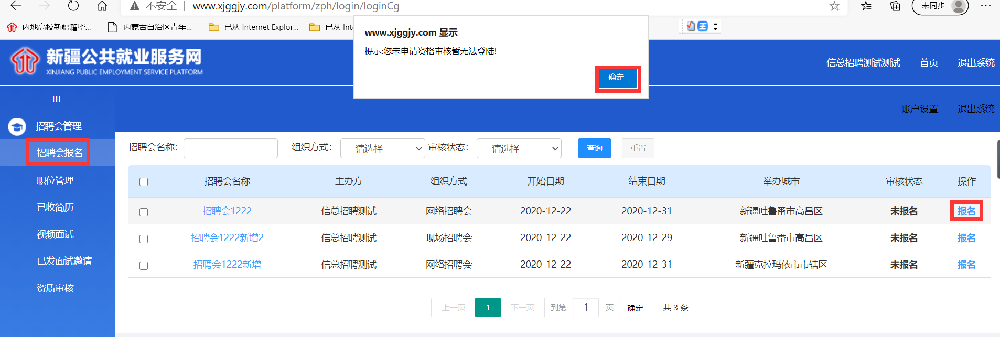 不安全 www.xjggjy.com/platform/zph/login/loginCg 未同步
内地高校新疆籍毕... 内蒙古自治区青年... 已从 Internet Explor... 已从 Int
www.xjggjy.com 显示
提示:您未申请资格审核暂无法登陆!
确定
新疆公共就业服务网
XINJIANG PUBLIC EMPLOYMENT SERVICE PLATFORM
信总招聘测试测试 首页 退出系统
账户设置 退出系统
招聘会管理
招聘会报名
职位管理
已收简历
视频面试
已发面试邀请
资质审核
招聘会名称: 组织方式: --请选择-- 审核状态: --请选择-- 查询 重置
招聘会名称 主办方 组织方式 开始日期 结束日期 举办城市 审核状态 操作
招聘会1222 信总招聘测试 网络招聘会 2020-12-22 2020-12-31 新疆吐鲁番市高昌区 未报名 报名
招聘会1222新增2 信总招聘测试 现场招聘会 2020-12-22 2020-12-29 新疆吐鲁番市高昌区 未报名 报名
招聘会1222新增 信总招聘测试 网络招聘会 2020-12-22 2020-12-31 新疆克拉玛依市市辖区 未报名 报名
上一页 1 下一页 到第 1 页 确定 共 3 条